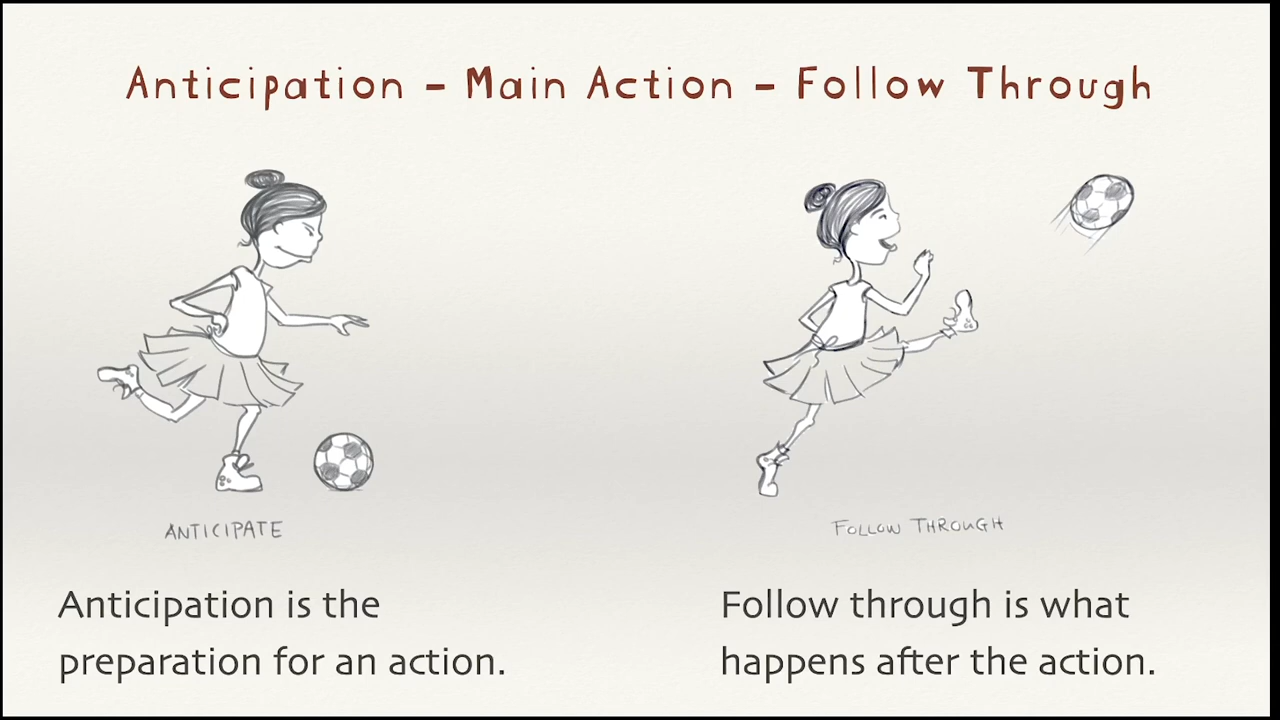 Anticipation – Main Action – Follow Through
ANTICIPATE
FOLLOW THROUGH
Anticipation is the
preparation for an action.
Follow through is what
happens after the action.